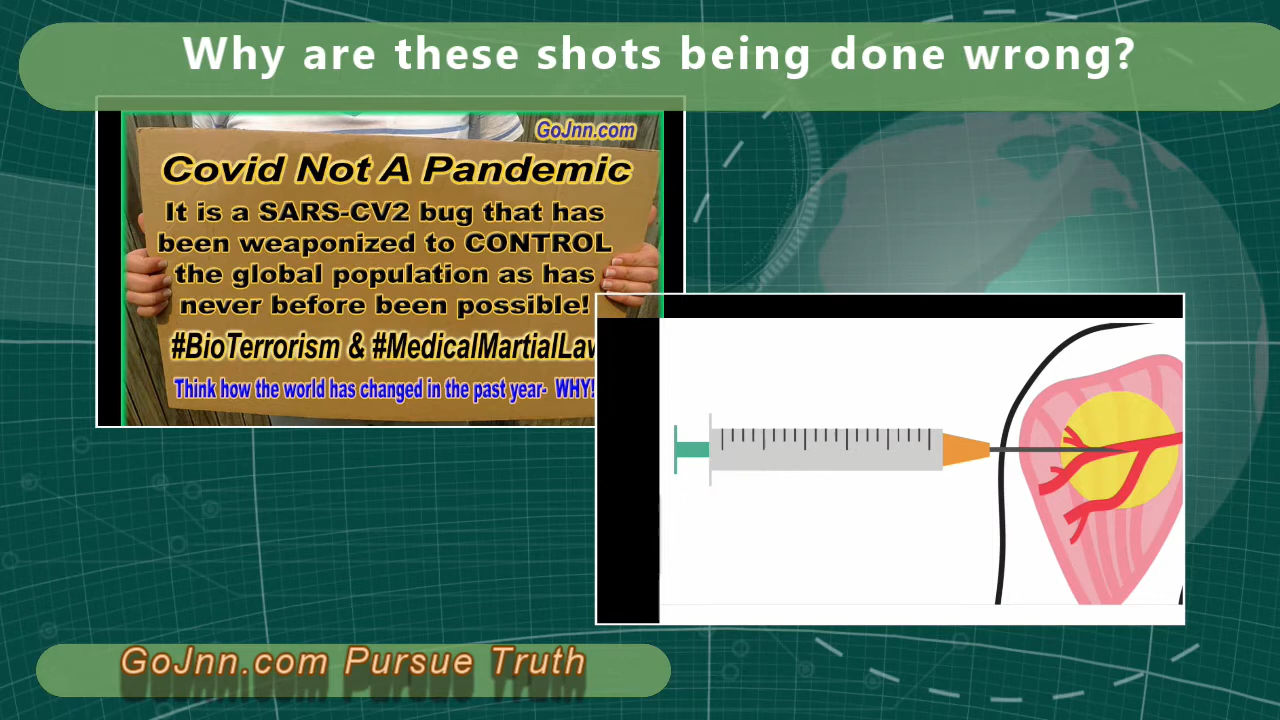 Why are these shots being done wrong?
GoJnn.com
Covid Not A Pandemic
It is a SARS-CV2 bug that has
been weaponized to CONTROL
the global population as has
never before been possible!
#BioTerrorism & #MedicalMartialLaw
Think how the world has changed in the past year- WHY!
GoJnn.com Pursue Truth